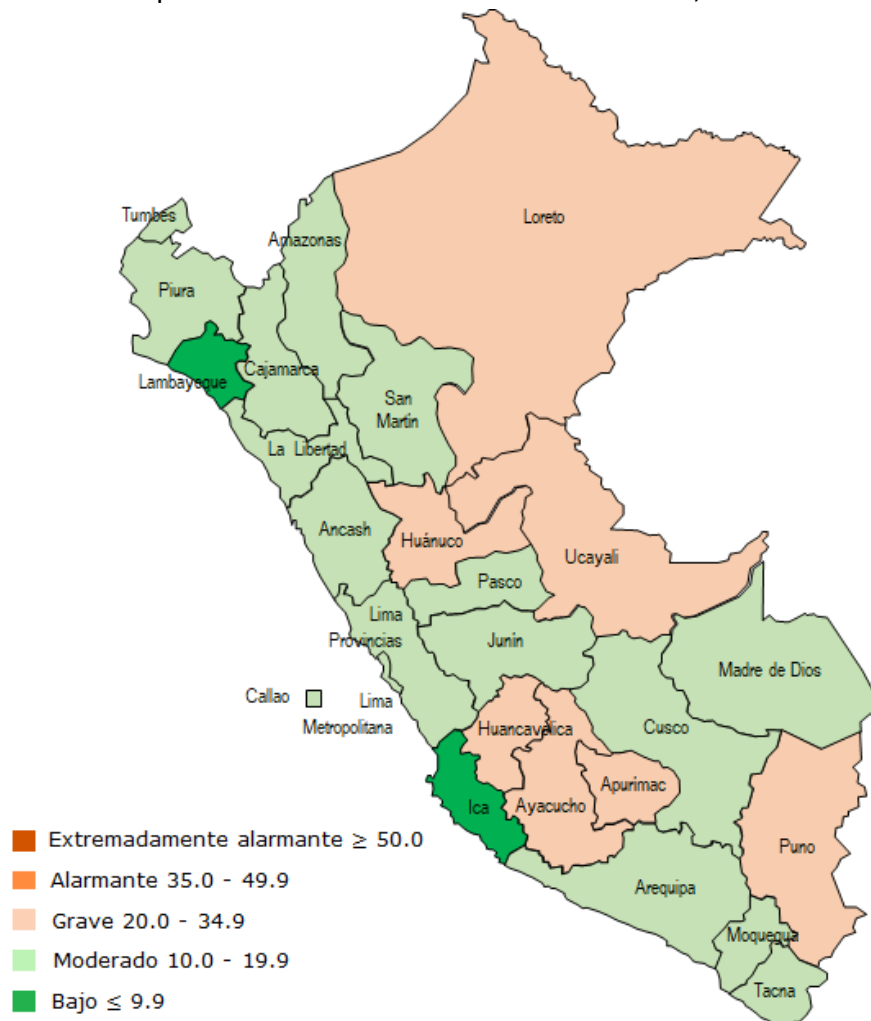 Loreto
Tumbes
Amazonas
Piura
Cajamarca
Lambayeque
San
Martín
La Libertad
Ancash
Huánuco
Ucayali
Pasco
Lima
Provincias
Junín
Madre de Dios
Callao
Lima
Metropolitana
Huancavalica
Cusco
Apurimac
Ica
Ayacucho
Puno
Arequipa
Moquegua
Tacna
Extremadamente alarmante ≥ 50.0
Alarmante 35.0 - 49.9
Grave 20.0 - 34.9
Moderado 10.0 - 19.9
Bajo ≤ 9.9